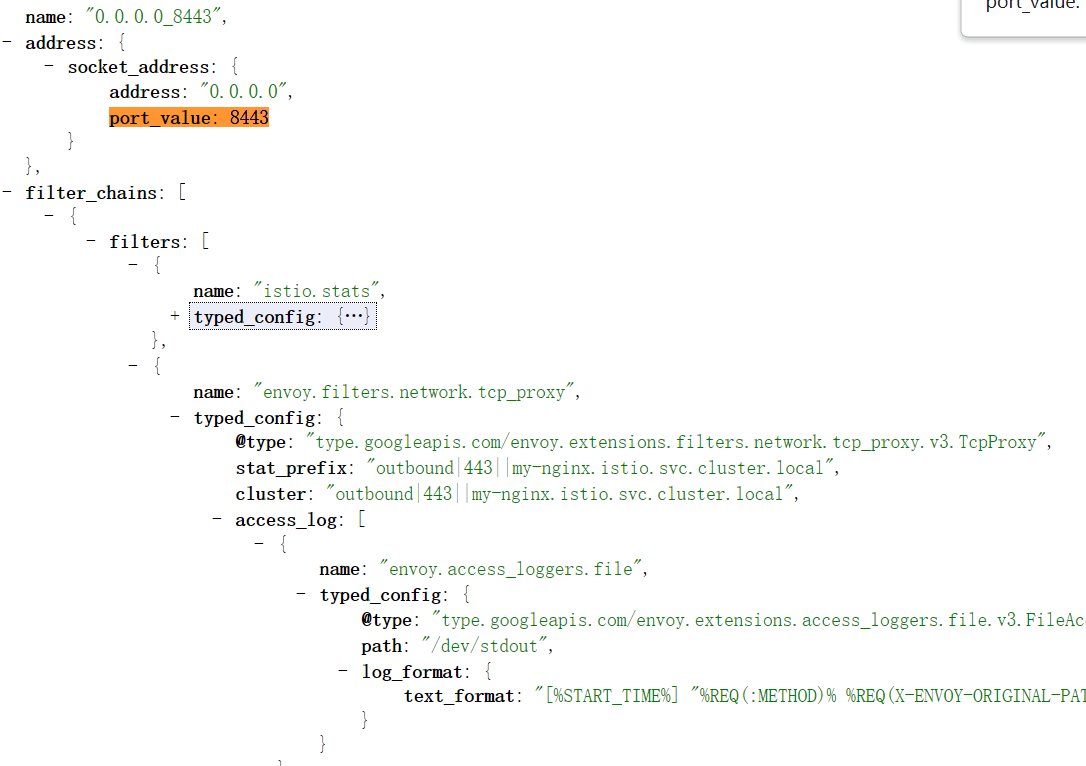 port_value:
name: "0.0.0.0_8443",
- address: {
- socket_address: {
address: "0.0.0.0",
port_value: 8443
}
},
- filter_chains: [
- {
- filters: [
- {
name: "istio.stats",
+ typed_config: {…}
},
- {
name: "envoy.filters.network.tcp_proxy",
- typed_config: {
@type: "type.googleapis.com/envoy.extensions.filters.network.tcp_proxy.v3.TcpProxy",
stat_prefix: "outbound|443||my-nginx.istio.svc.cluster.local",
cluster: "outbound|443||my-nginx.istio.svc.cluster.local",
- access_log: [
- {
name: "envoy.access_loggers.file",
- typed_config: {
@type: "type.googleapis.com/envoy.extensions.access_loggers.file.v3.FileAc
path: "/dev/stdout",
- log_format: {
text_format: "[%START_TIME%] "%REQ(:METHOD)% %REQ(X-ENVOY-ORIGINAL-PAT
}
}